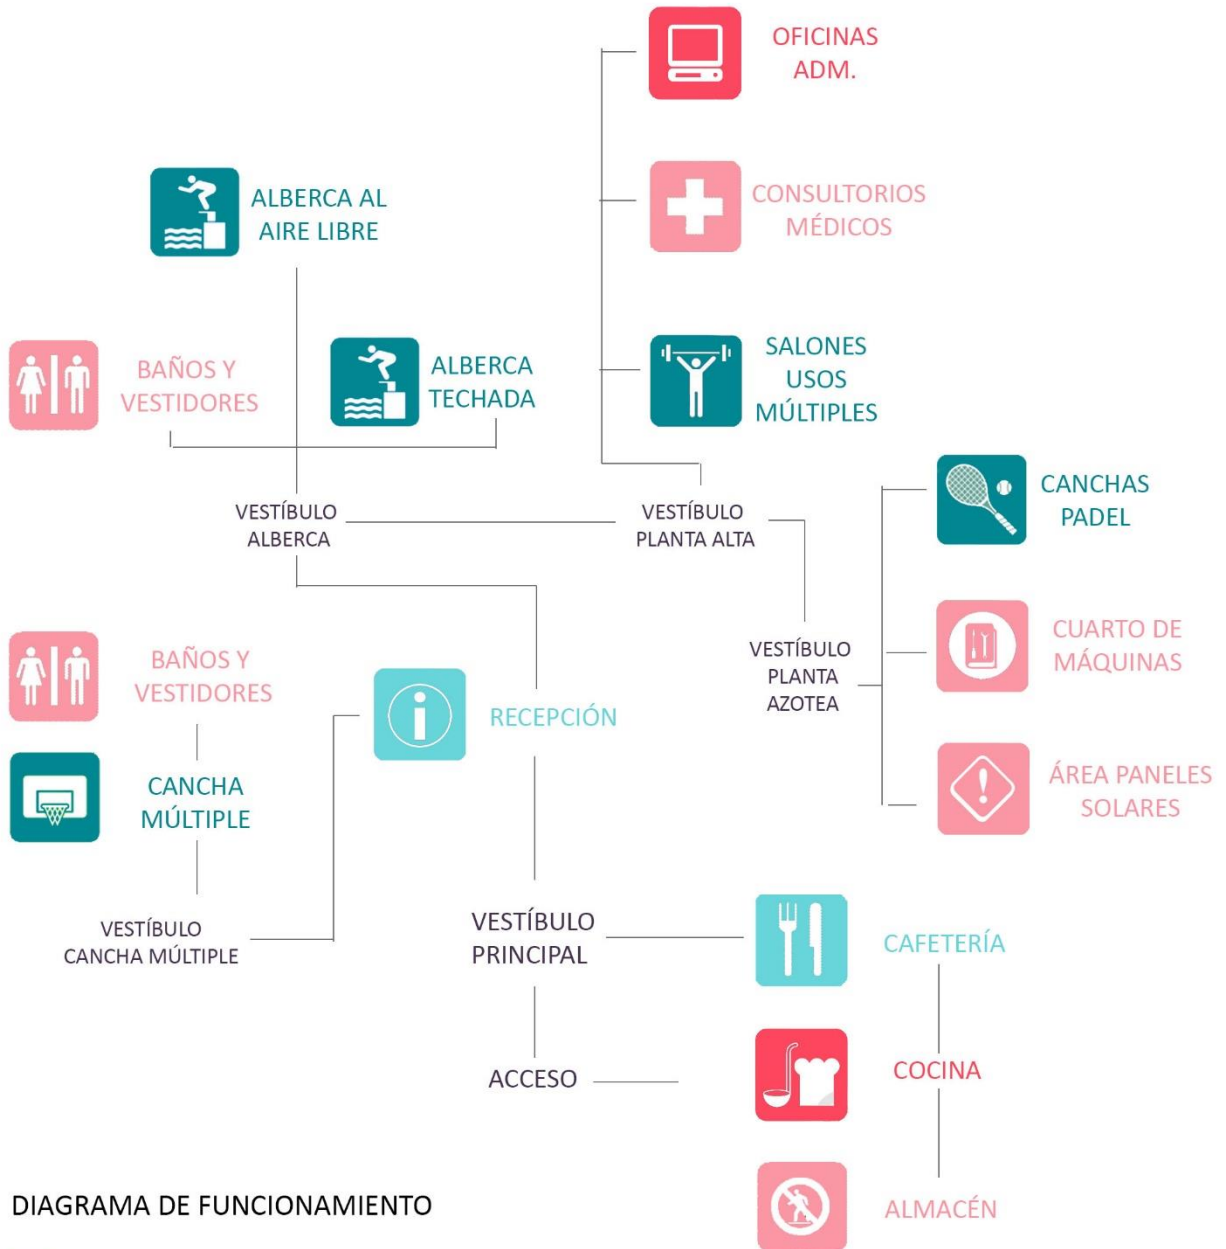 OFICINAS
ADM.
CONSULTORIOS
MÉDICOS
SALONES
USOS
MÚLTIPLES
ALBERCA AL
AIRE LIBRE
BAÑOS Y
VESTIDORES
ALBERCA
TECHADA
VESTÍBULO
ALBERCA
VESTÍBULO
PLANTA ALTA
CANCHAS
PADEL
CUARTO DE
MÁQUINAS
ÁREA PANELES
SOLARES
VESTÍBULO
PLANTA
AZOTEA
BAÑOS Y
VESTIDORES
CANCHA
MÚLTIPLE
VESTÍBULO
CANCHA MÚLTIPLE
RECEPCIÓN
VESTÍBULO
PRINCIPAL
ACCESO
CAFETERÍA
COCINA
ALMACÉN
DIAGRAMA DE FUNCIONAMIENTO